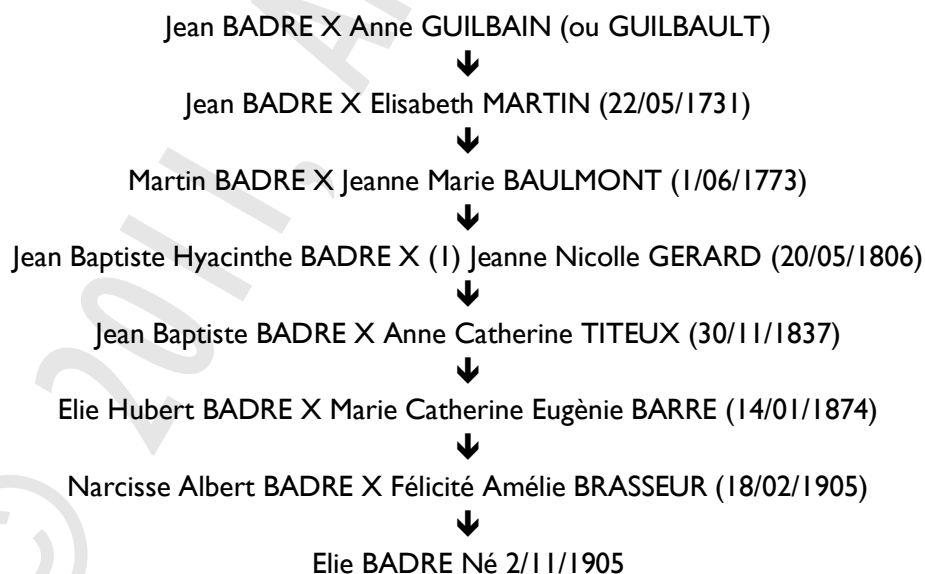 Jean BADRE X Anne GUILBAIN (ou GUILBAULT)
Jean BADRE X Elisabeth MARTIN (22/05/1731)
Martin BADRE X Jeanne Marie BAULMONT (1/06/1773)
Jean Baptiste Hyacinthe BADRE X (1) Jeanne Nicolle GERARD (20/05/1806)
Jean Baptiste BADRE X Anne Catherine TITEUX (30/11/1837)
Elie Hubert BADRE X Marie Catherine Eugènie BARRE (14/01/1874)
Narcisse Albert BADRE X Félicité Amélie BRASSEUR (18/02/1905)
Elie BADRE Né 2/11/1905
© 2011,